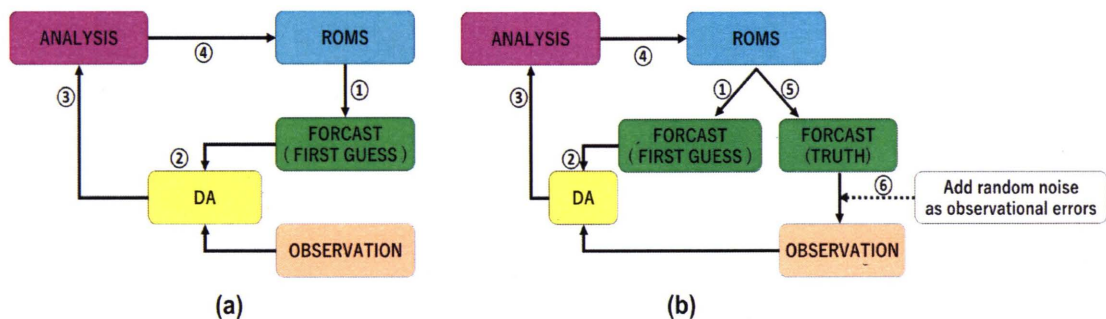 ANALYSIS
④
ROMS
①
③
FORCAST
(FIRST GUESS)
②
DA
OBSERVATION
(a)
ANALYSIS
④
ROMS
①
⑤
③
FORCAST
(FIRST GUESS)
FORCAST
(TRUTH)
②
DA
⑥
Add random noise
as observational errors
OBSERVATION
(b)